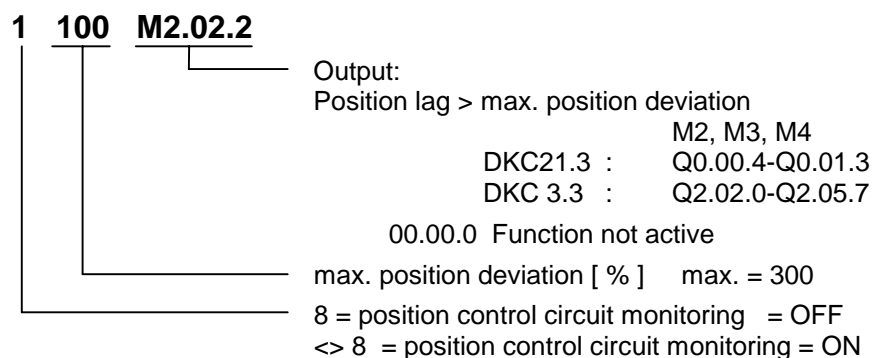 1 100 M2.02.2
Output:
Position lag > max. position deviation
M2, M3, M4
DKC21.3 : Q0.00.4-Q0.01.3
DKC 3.3 : Q2.02.0-Q2.05.7
00.00.0 Function not active
max. position deviation [ % ] max. = 300
8 = position control circuit monitoring = OFF
<> 8 = position control circuit monitoring = ON